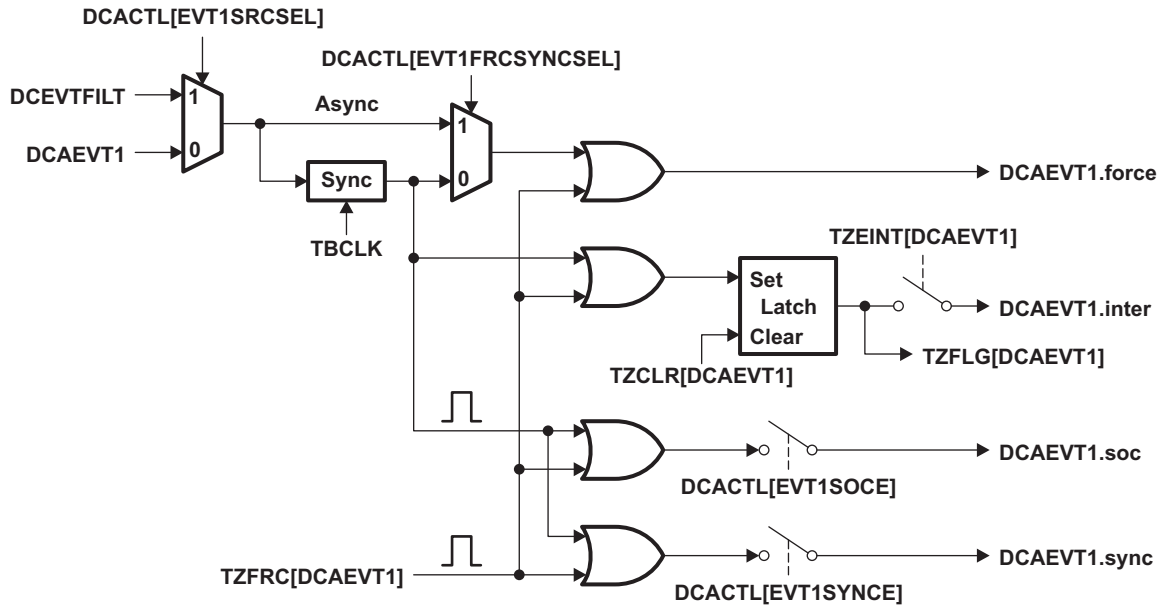 DCACTL[EVT1SRCSEL]
DCACTL[EVT1FRCSYNCSEL]
DCEVTFILT
1
Async
1
DCAEVT1
0
Sync
0
DCAEVT1.force
TBCLK
TZEINT[DCAEVT1]
Set
Latch
DCAEVT1.inter
Clear
TZFLG[DCAEVT1]
TZCLR[DCAEVT1]
DCAEVT1.soc
DCACTL[EVT1SOCE]
DCAEVT1.sync
TZFRC[DCAEVT1]
DCACTL[EVT1SYNCE]